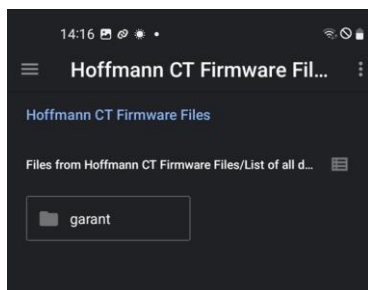 14:16
Hoffmann CT Firmware Fil...
Hoffmann CT Firmware Files
Files from Hoffmann CT Firmware Files/List of all d...
garant